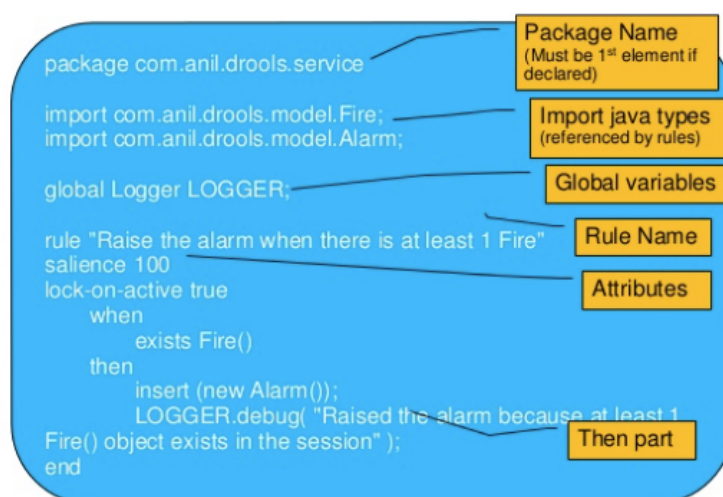 package com.anil.drools.service
Package Name
(Must be 1st element if
declared)
import com.anil.drools.model.Fire;
import com.anil.drools.model.Alarm;
Import java types
(referenced by rules)
global Logger LOGGER;
Global variables
rule "Raise the alarm when there is at least 1 Fire"
Rule Name
salience 100
Attributes
lock-on-active true
when
exists Fire()
then
insert (new Alarm());
LOGGER.debug( "Raised the alarm because at least 1
Fire() object exists in the session" );
Then part
end